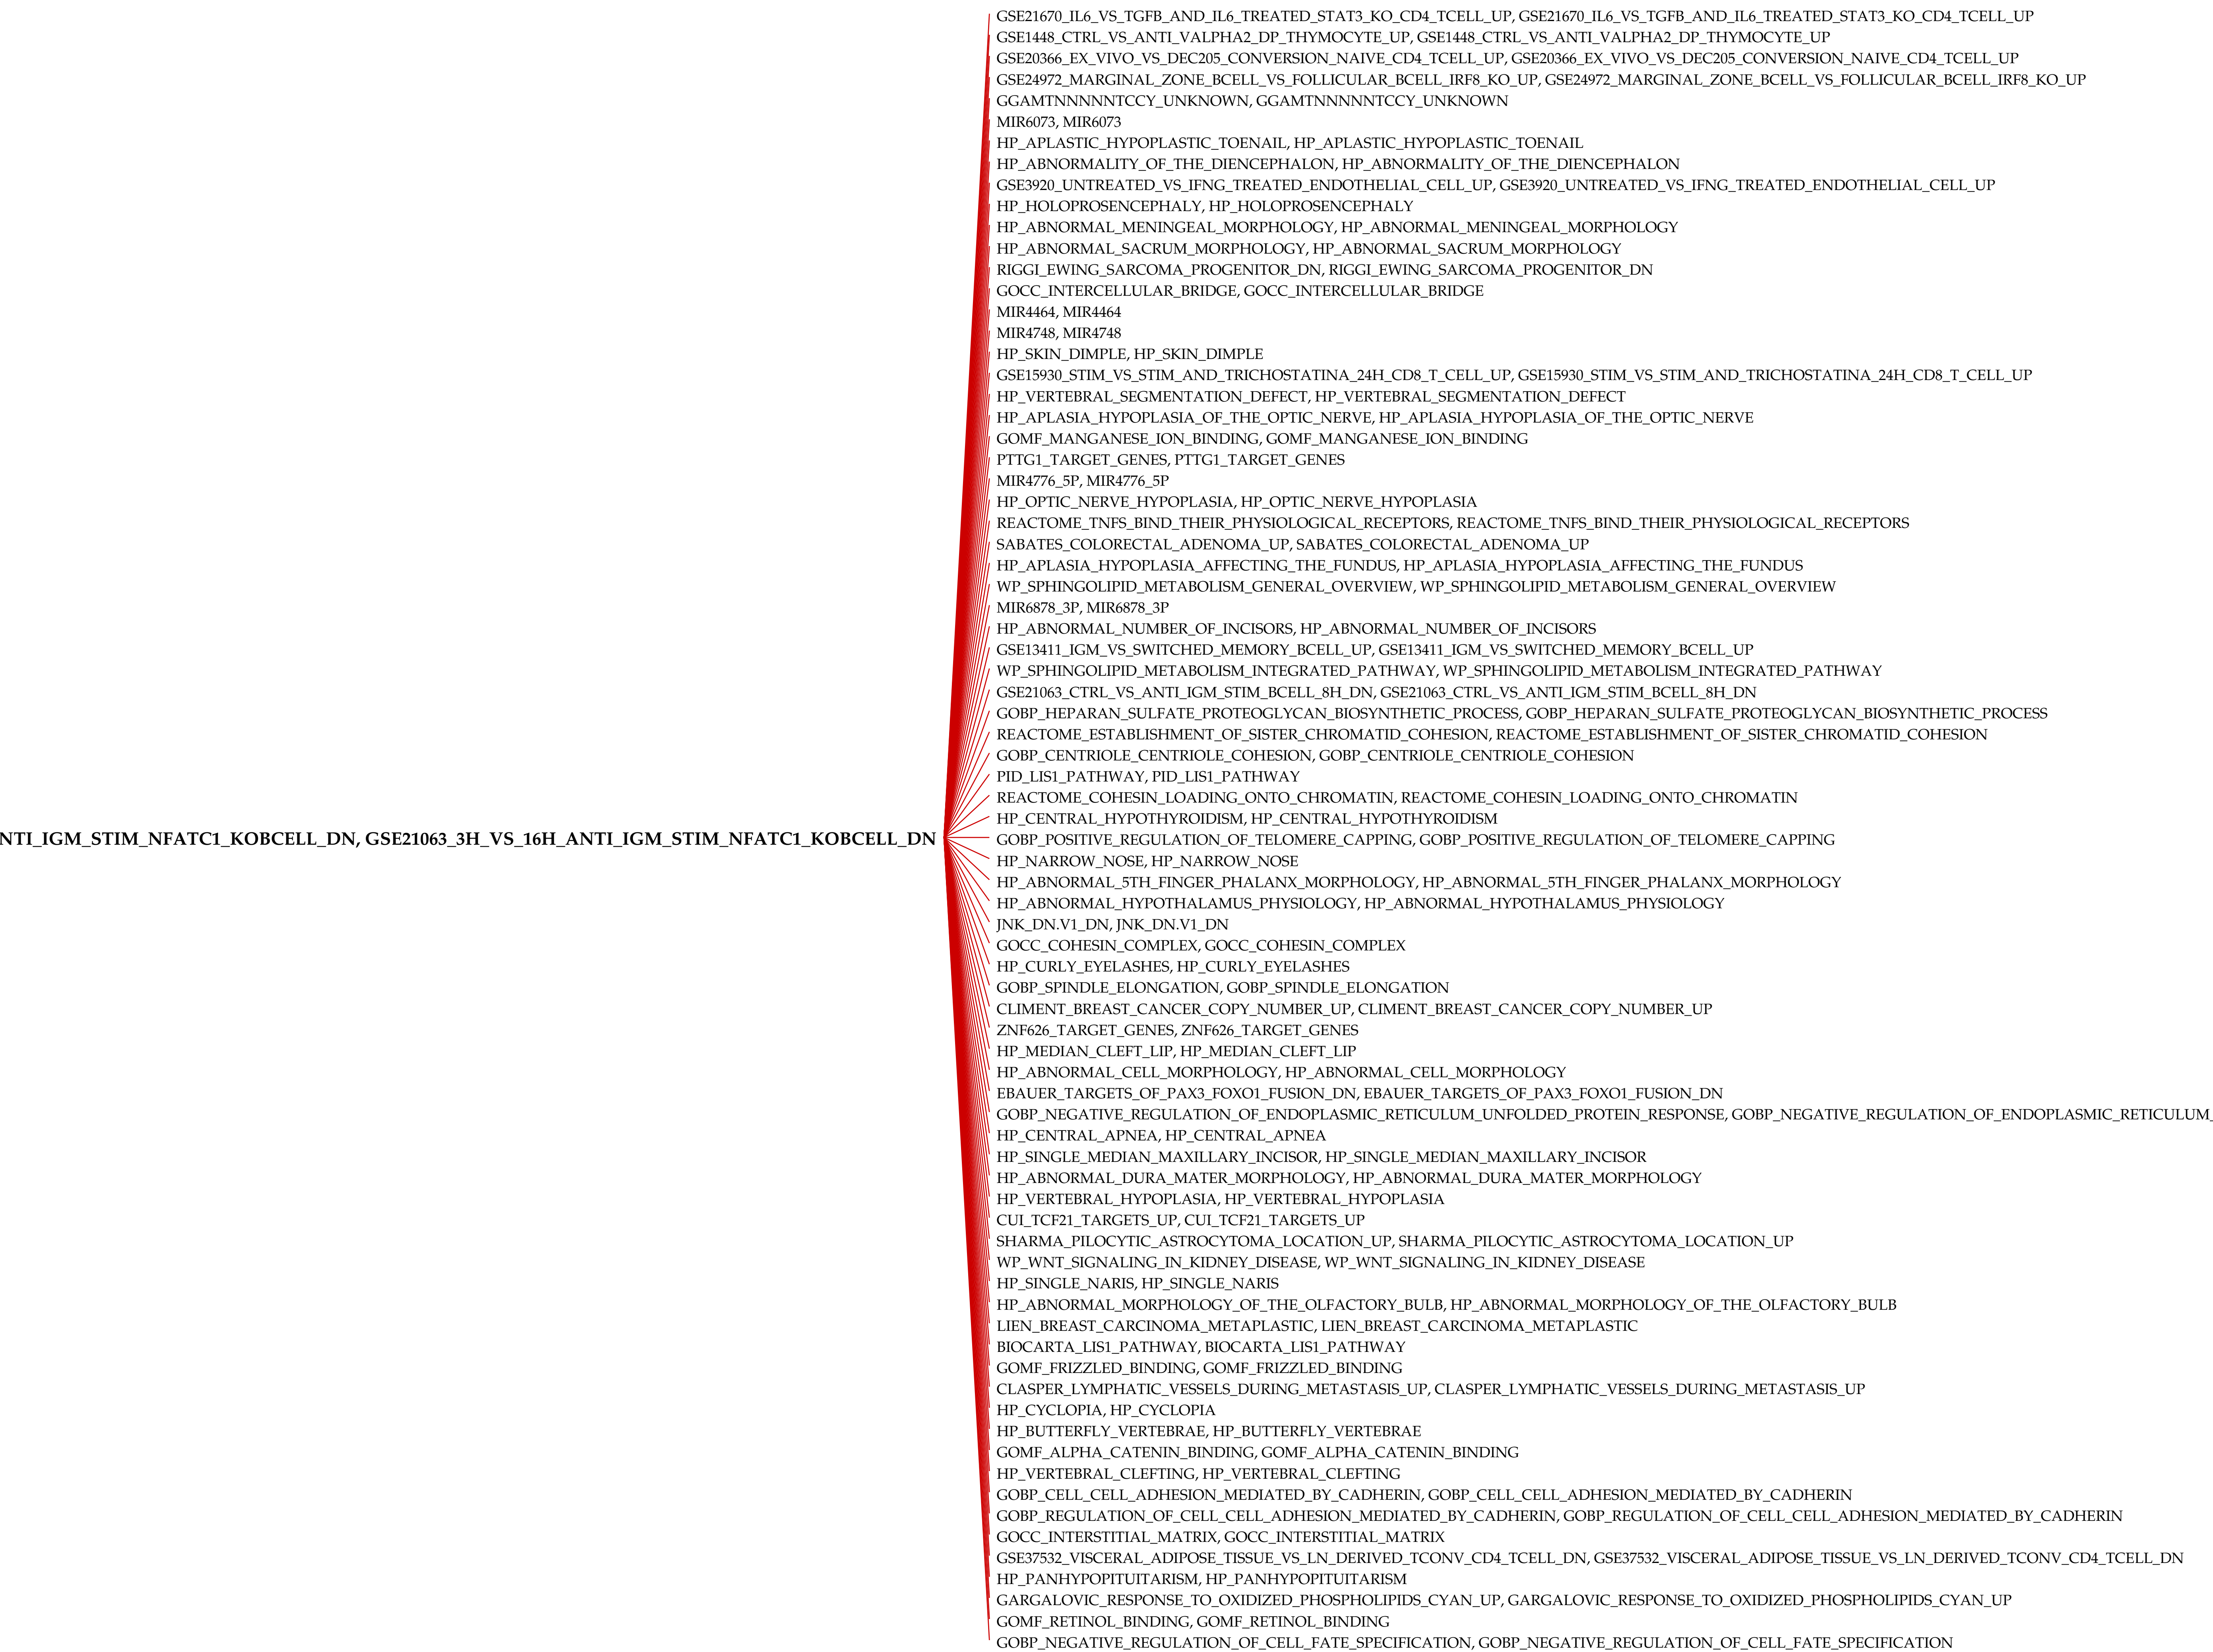 GSE21670_IL6_VS_TGFB_AND_IL6_TREATED_STAT3_KO_CD4_TCELL_UP, GSE21670_IL6_VS_TGFB_AND_IL6_TREATED_STAT3_KO_CD4_TCELL_UP
GSE1448_CTRL_VS_ANTI_VALPHA2_DP_THYMOCYTE_UP, GSE1448_CTRL_VS_ANTI_VALPHA2_DP_THYMOCYTE_UP
GSE20366_EX_VIVO_VS_DEC205_CONVERSION_NAIVE_CD4_TCELL_UP, GSE20366_EX_VIVO_VS_DEC205_CONVERSION_NAIVE_CD4_TCELL_UP
GSE24972_MARGINAL_ZONE_BCELL_VS_FOLLICULAR_BCELL_IRF8_KO_UP, GSE24972_MARGINAL_ZONE_BCELL_VS_FOLLICULAR_BCELL_IRF8_KO_UP
GGAMTNNNNNTCCY_UNKNOWN, GGAMTNNNNNTCCY_UNKNOWN
MIR6073, MIR6073
HP_APLASTIC_HYPOPLASTIC_TOENAIL, HP_APLASTIC_HYPOPLASTIC_TOENAIL
HP_ABNORMALITY_OF_THE_DIENCEPHALON, HP_ABNORMALITY_OF_THE_DIENCEPHALON
GSE3920_UNTREATED_VS_IFNG_TREATED_ENDOTHELIAL_CELL_UP, GSE3920_UNTREATED_VS_IFNG_TREATED_ENDOTHELIAL_CELL_UP
HP_HOLOPROSENCEPHALY, HP_HOLOPROSENCEPHALY
HP_ABNORMAL_MENINGEAL_MORPHOLOGY, HP_ABNORMAL_MENINGEAL_MORPHOLOGY
HP_ABNORMAL_SACRUM_MORPHOLOGY, HP_ABNORMAL_SACRUM_MORPHOLOGY
RIGGI_EWING_SARCOMA_PROGENITOR_DN, RIGGI_EWING_SARCOMA_PROGENITOR_DN
GOCC_INTERCELLULAR_BRIDGE, GOCC_INTERCELLULAR_BRIDGE
MIR4464, MIR4464
MIR4748, MIR4748
HP_SKIN_DIMPLE, HP_SKIN_DIMPLE
GSE15930_STIM_VS_STIM_AND_TRICHOSTATINA_24H_CD8_T_CELL_UP, GSE15930_STIM_VS_STIM_AND_TRICHOSTATINA_24H_CD8_T_CELL_UP
HP_VERTEBRAL_SEGMENTATION_DEFECT, HP_VERTEBRAL_SEGMENTATION_DEFECT
HP_APLASIA_HYPOPLASIA_OF_THE_OPTIC_NERVE, HP_APLASIA_HYPOPLASIA_OF_THE_OPTIC_NERVE
GOMF_MANGANESE_ION_BINDING, GOMF_MANGANESE_ION_BINDING
PTTG1_TARGET_GENES, PTTG1_TARGET_GENES
MIR4776_5P, MIR4776_5P
HP_OPTIC_NERVE_HYPOPLASIA, HP_OPTIC_NERVE_HYPOPLASIA
REACTOME_TNFS_BIND_THEIR_PHYSIOLOGICAL_RECEPTORS, REACTOME_TNFS_BIND_THEIR_PHYSIOLOGICAL_RECEPTORS
SABATES_COLORECTAL_ADENOMA_UP, SABATES_COLORECTAL_ADENOMA_UP
HP_APLASIA_HYPOPLASIA_AFFECTING_THE_FUNDUS, HP_APLASIA_HYPOPLASIA_AFFECTING_THE_FUNDUS
WP_SPHINGOLIPID_METABOLISM_GENERAL_OVERVIEW, WP_SPHINGOLIPID_METABOLISM_GENERAL_OVERVIEW
MIR6878_3P, MIR6878_3P
HP_ABNORMAL_NUMBER_OF_INCISORS, HP_ABNORMAL_NUMBER_OF_INCISORS
GSE13411_IGM_VS_SWITCHED_MEMORY_BCELL_UP, GSE13411_IGM_VS_SWITCHED_MEMORY_BCELL_UP
WP_SPHINGOLIPID_METABOLISM_INTEGRATED_PATHWAY, WP_SPHINGOLIPID_METABOLISM_INTEGRATED_PATHWAY
GSE21063_CTRL_VS_ANTI_IGM_STIM_BCELL_8H_DN, GSE21063_CTRL_VS_ANTI_IGM_STIM_BCELL_8H_DN
GOBP_HEPARAN_SULFATE_PROTEOGLYCAN_BIOSYNTHETIC_PROCESS, GOBP_HEPARAN_SULFATE_PROTEOGLYCAN_BIOSYNTHETIC_PROCESS
REACTOME_ESTABLISHMENT_OF_SISTER_CHROMATID_COHESION, REACTOME_ESTABLISHMENT_OF_SISTER_CHROMATID_COHESION
GOBP_CENTRIOLE_CENTRIOLE_COHESION, GOBP_CENTRIOLE_CENTRIOLE_COHESION
PID_LIS1_PATHWAY, PID_LIS1_PATHWAY
REACTOME_COHESIN_LOADING_ONTO_CHROMATIN, REACTOME_COHESIN_LOADING_ONTO_CHROMATIN
HP_CENTRAL_HYPOTHYROIDISM, HP_CENTRAL_HYPOTHYROIDISM
NTI_IGM_STIM_NFATC1_KOBCELL_DN, GSE21063_3H_VS_16H_ANTI_IGM_STIM_NFATC1_KOBCELL_DN
GOBP_POSITIVE_REGULATION_OF_TELOMERE_CAPPING, GOBP_POSITIVE_REGULATION_OF_TELOMERE_CAPPING
HP_NARROW_NOSE, HP_NARROW_NOSE
HP_ABNORMAL_5TH_FINGER_PHALANX_MORPHOLOGY, HP_ABNORMAL_5TH_FINGER_PHALANX_MORPHOLOGY
HP_ABNORMAL_HYPOTHALAMUS_PHYSIOLOGY, HP_ABNORMAL_HYPOTHALAMUS_PHYSIOLOGY
JNK_DN.V1_DN, JNK_DN.V1_DN
GOCC_COHESIN_COMPLEX, GOCC_COHESIN_COMPLEX
HP_CURLY_EYELASHES, HP_CURLY_EYELASHES
GOBP_SPINDLE_ELONGATION, GOBP_SPINDLE_ELONGATION
CLIMENT_BREAST_CANCER_COPY_NUMBER_UP, CLIMENT_BREAST_CANCER_COPY_NUMBER_UP
ZNF626_TARGET_GENES, ZNF626_TARGET_GENES
HP_MEDIAN_CLEFT_LIP, HP_MEDIAN_CLEFT_LIP
HP_ABNORMAL_CELL_MORPHOLOGY, HP_ABNORMAL_CELL_MORPHOLOGY
EBAUER_TARGETS_OF_PAX3_FOXO1_FUSION_DN, EBAUER_TARGETS_OF_PAX3_FOXO1_FUSION_DN
GOBP_NEGATIVE_REGULATION_OF_ENDOPLASMIC_RETICULUM_UNFOLDED_PROTEIN_RESPONSE, GOBP_NEGATIVE_REGULATION_OF_ENDOPLASMIC_RETICULUM_
HP_CENTRAL_APNEA, HP_CENTRAL_APNEA
HP_SINGLE_MEDIAN_MAXILLARY_INCISOR, HP_SINGLE_MEDIAN_MAXILLARY_INCISOR
HP_ABNORMAL_DURA_MATER_MORPHOLOGY, HP_ABNORMAL_DURA_MATER_MORPHOLOGY
HP_VERTEBRAL_HYPOPLASIA, HP_VERTEBRAL_HYPOPLASIA
CUI_TCF21_TARGETS_UP, CUI_TCF21_TARGETS_UP
SHARMA_PILOCYTIC_ASTROCYTOMA_LOCATION_UP, SHARMA_PILOCYTIC_ASTROCYTOMA_LOCATION_UP
WP_WNT_SIGNALING_IN_KIDNEY_DISEASE, WP_WNT_SIGNALING_IN_KIDNEY_DISEASE
HP_SINGLE_NARIS, HP_SINGLE_NARIS
HP_ABNORMAL_MORPHOLOGY_OF_THE_OLFACTORY_BULB, HP_ABNORMAL_MORPHOLOGY_OF_THE_OLFACTORY_BULB
LIEN_BREAST_CARCINOMA_METAPLASTIC, LIEN_BREAST_CARCINOMA_METAPLASTIC
BIOCARTA_LIS1_PATHWAY, BIOCARTA_LIS1_PATHWAY
GOMF_FRIZZLED_BINDING, GOMF_FRIZZLED_BINDING
CLASPER_LYMPHATIC_VESSELS_DURING_METASTASIS_UP, CLASPER_LYMPHATIC_VESSELS_DURING_METASTASIS_UP
HP_CYCLOPIA, HP_CYCLOPIA
HP_BUTTERFLY_VERTEBRAE, HP_BUTTERFLY_VERTEBRAE
GOMF_ALPHA_CATENIN_BINDING, GOMF_ALPHA_CATENIN_BINDING
HP_VERTEBRAL_CLEFTING, HP_VERTEBRAL_CLEFTING
GOBP_CELL_CELL_ADHESION_MEDIATED_BY_CADHERIN, GOBP_CELL_CELL_ADHESION_MEDIATED_BY_CADHERIN
GOBP_REGULATION_OF_CELL_CELL_ADHESION_MEDIATED_BY_CADHERIN, GOBP_REGULATION_OF_CELL_CELL_ADHESION_MEDIATED_BY_CADHERIN
GOCC_INTERSTITIAL_MATRIX, GOCC_INTERSTITIAL_MATRIX
GSE37532_VISCERAL_ADIPOSE_TISSUE_VS_LN_DERIVED_TCONV_CD4_TCELL_DN, GSE37532_VISCERAL_ADIPOSE_TISSUE_VS_LN_DERIVED_TCONV_CD4_TCELL_DN
HP_PANHYPOPITUITARISM, HP_PANHYPOPITUITARISM
GARGALOVIC_RESPONSE_TO_OXIDIZED_PHOSPHOLIPIDS_CYAN_UP, GARGALOVIC_RESPONSE_TO_OXIDIZED_PHOSPHOLIPIDS_CYAN_UP
GOMF_RETINOL_BINDING, GOMF_RETINOL_BINDING
GOBP_NEGATIVE_REGULATION_OF_CELL_FATE_SPECIFICATION, GOBP_NEGATIVE_REGULATION_OF_CELL_FATE_SPECIFICATION